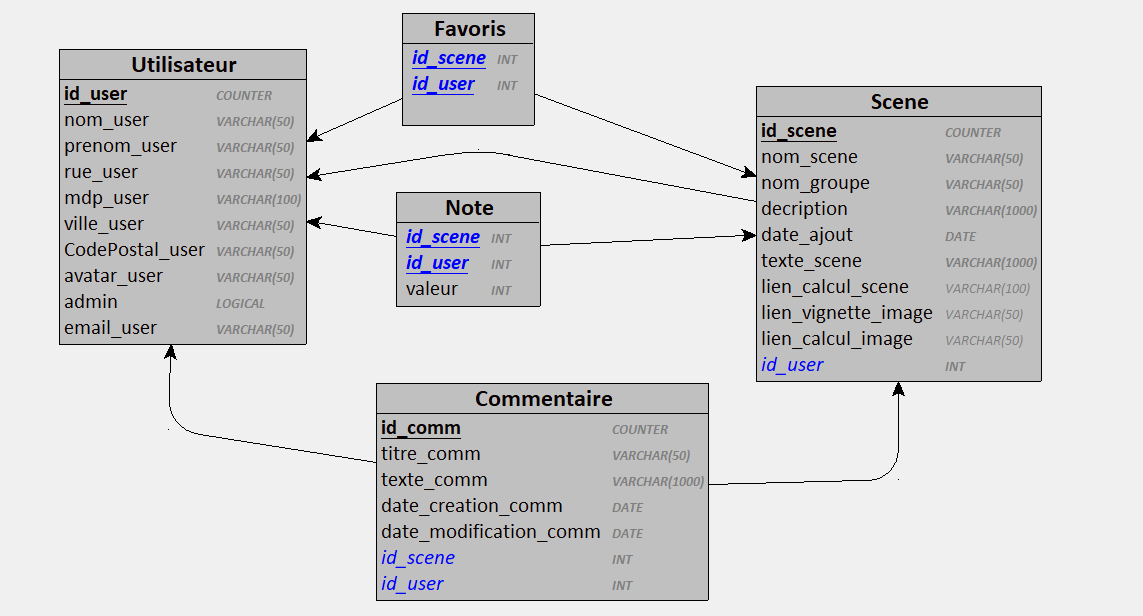 Utilisateur
id_user COUNTER
nom_user VARCHAR(50)
prenom_user VARCHAR(50)
rue_user VARCHAR(50)
mdp_user VARCHAR(100)
ville_user VARCHAR(50)
CodePostal_user VARCHAR(50)
avatar_user VARCHAR(50)
admin LOGICAL
email_user VARCHAR(50)
Favoris
id_scene INT
id_user INT
Note
id_scene INT
id_user INT
valeur INT
Scene
id_scene COUNTER
nom_scene VARCHAR(50)
nom_groupe VARCHAR(50)
decription VARCHAR(1000)
date_ajout DATE
texte_scene VARCHAR(1000)
lien_calcul_scene VARCHAR(100)
lien_vignette_image VARCHAR(50)
lien_calcul_image VARCHAR(50)
id_user INT
Commentaire
id_comm COUNTER
titre_comm VARCHAR(50)
texte_comm VARCHAR(1000)
date_creation_comm DATE
date_modification_comm DATE
id_scene INT
id_user INT